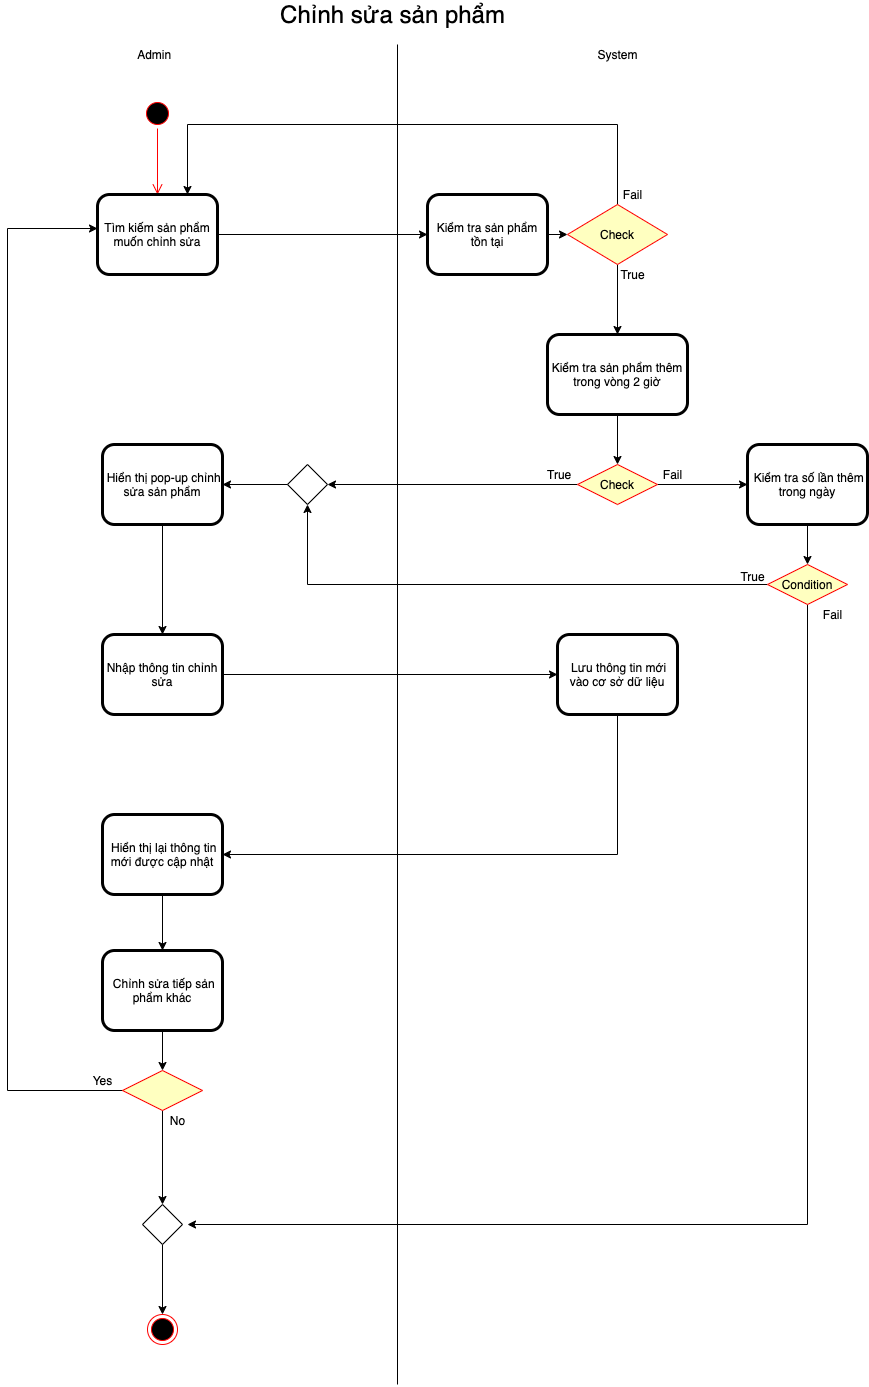 Chỉnh sửa sản phẩm
Admin
System
Fail
Tìm kiếm sản phẩm
muốn chỉnh sửa
Kiểm tra sản phẩm
tồn tại
Check
True
Kiểm tra sản phẩm thêm
trong vòng 2 giờ
Hiển thị pop-up chỉnh
sửa sản phẩm
True
Check
Fail
Kiểm tra số lần thêm
trong ngày
True
Condition
Fail
Nhập thông tin chỉnh
sửa
Lưu thông tin mới
vào cơ sở dữ liệu
Hiển thị lại thông tin
mới được cập nhật
Chỉnh sửa tiếp sản
phẩm khác
Yes
No